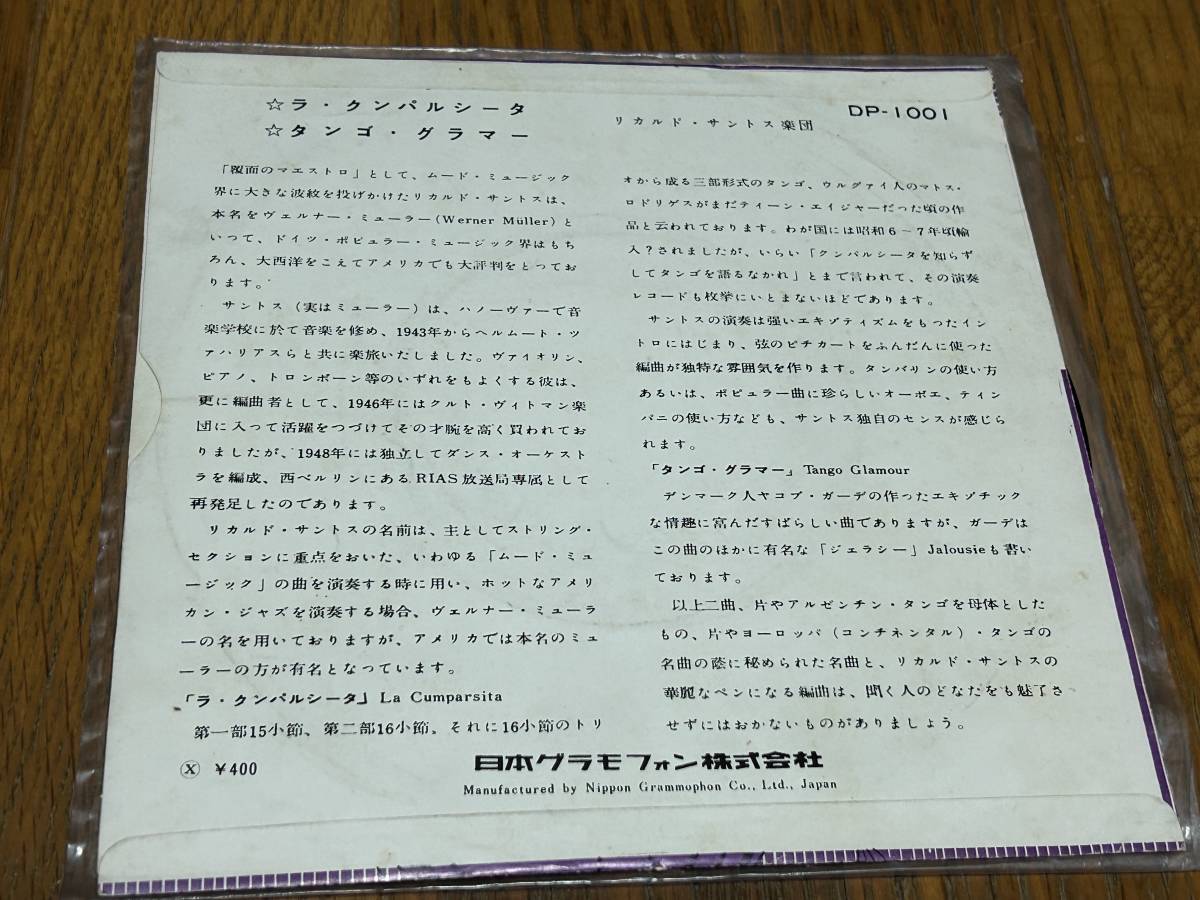 ☆ラ・クンパルシータ
☆タンゴ・グラマー
リカルド・サントス楽団
DP-1001
「覆面のマエストロ」として、ムード・ミュージック
界に大きな波紋を投げかけたリカルド・サントスは、
本名をヴェルナー・ミューラー(Werner Müller)と
いって、ドイツ・ポピュラー・ミュージック界はもち
ろん、大西洋をこえてアメリカでも大評判をとってお
ります。
サントス(実はミューラー)は、ハノーヴァーで音
楽学校に於て音楽を修め、1943年からヘルムート・ツ
ァハリアスらと共に楽旅いたしました。ヴァイオリン、
ピアノ、トロンボーン等のいずれをもよくする彼は、
更に編曲者として、1946年にはクルト・ヴィトマン楽
団に入って活躍をつづけてその才腕を高く買われてお
りましたが、1948年には独立してダンス・オーケスト
ラを編成、西ベルリンにあるRIAS放送局専属として
再発足したのであります。
リカルド・サントスの名前は、主としてストリング・
セクションに重点をおいた、いわゆる「ムード・ミュ
ージック」の曲を演奏する時に用い、ホットなアメリ
カン・ジャズを演奏する場合、ヴェルナー・ミューラ
ーの名を用いておりますが、アメリカでは本名のミュ
ーラーの方が有名となっています。
「ラ・クンパルシータ」La Cumparsita
第一部15小節、第二部16小節。それに16小節のトリ
オから成る三部形式のタンゴ、ウルグァイ人のマトス・
ロドリゲスがまだティーン・エイジャーだった頃の作
品と云われております。わが国には昭和6～7年頃輸
入?されましたが、いらい「クンパルシータを知らず
してタンゴを語るなかれ」とまで言われて、その演奏
レコードも枚挙にいとまないほどであります。
サントスの演奏は強いエキゾティズムをもったイン
トロにはじまり、弦のピチカートをふんだんに使った
編曲が独特な雰囲気を作ります。タンバリンの使い方
あるいは、ポピュラー曲に珍らしいオーボエ、ティン
パニの使い方なども、サントス独自のセンスが感じら
れます。
「タンゴ・グラマー」Tango Glamour
デンマーク人ヤコブ・ガーデの作ったエキゾチック
な情趣に富んだすばらしい曲でありますが、ガーデは
この曲のほかに有名な「ジェラシー」Jalousieも書い
ております。
以上二曲、片やアルゼンチン・タンゴを母体とした
もの、片やヨーロッパ(コンチネンタル)・タンゴの
名曲の蔭に秘められた名曲と、リカルド・サントスの
華麗なペンになる編曲は、聞く人のどなたをも魅了さ
せずにはおかないものがありましょう。
Ⓧ ￥400
日本グラモフォン株式会社
Manufactured by Nippon Grammophon Co., Ltd., Japan